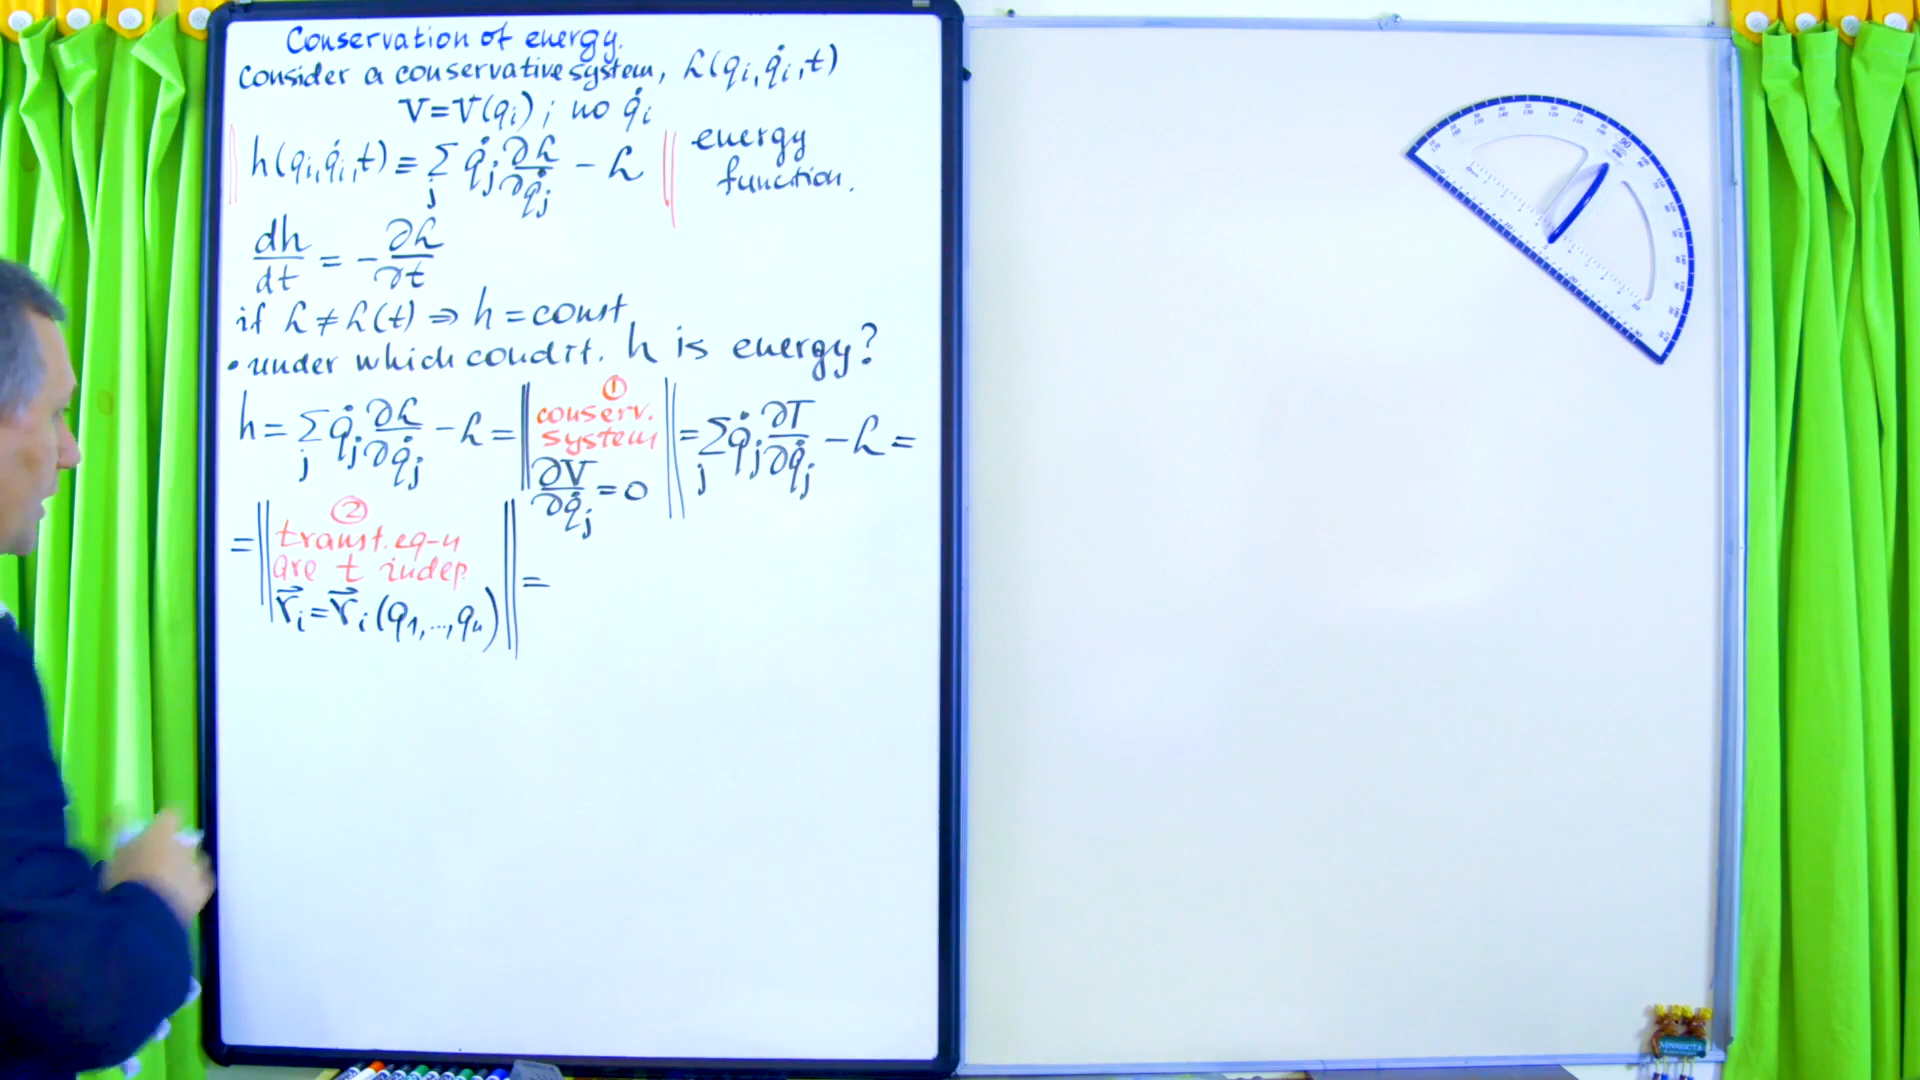 Conservation of energy.
Consider a conservative system, L(qᵢ, q̇ᵢ, t)
V = V(qᵢ) ; no q̇ᵢ
h(qᵢ, q̇ᵢ, t) ≡ Σⱼ q̇ⱼ ∂L/∂q̇ⱼ − L energy function.
dh/dt = − ∂L/∂t
if L ≠ L(t) ⇒ h = const.
• under which condit. h is energy?
h = Σⱼ q̇ⱼ ∂L/∂q̇ⱼ − L = || ① conserv. system ∂V/∂q̇ⱼ = 0 || = Σⱼ q̇ⱼ ∂T/∂q̇ⱼ − L =
= || ② transf. eq-n are t indep. r⃗ᵢ = r⃗ᵢ(q₁, ..., qₙ) || =
MINNESOTA